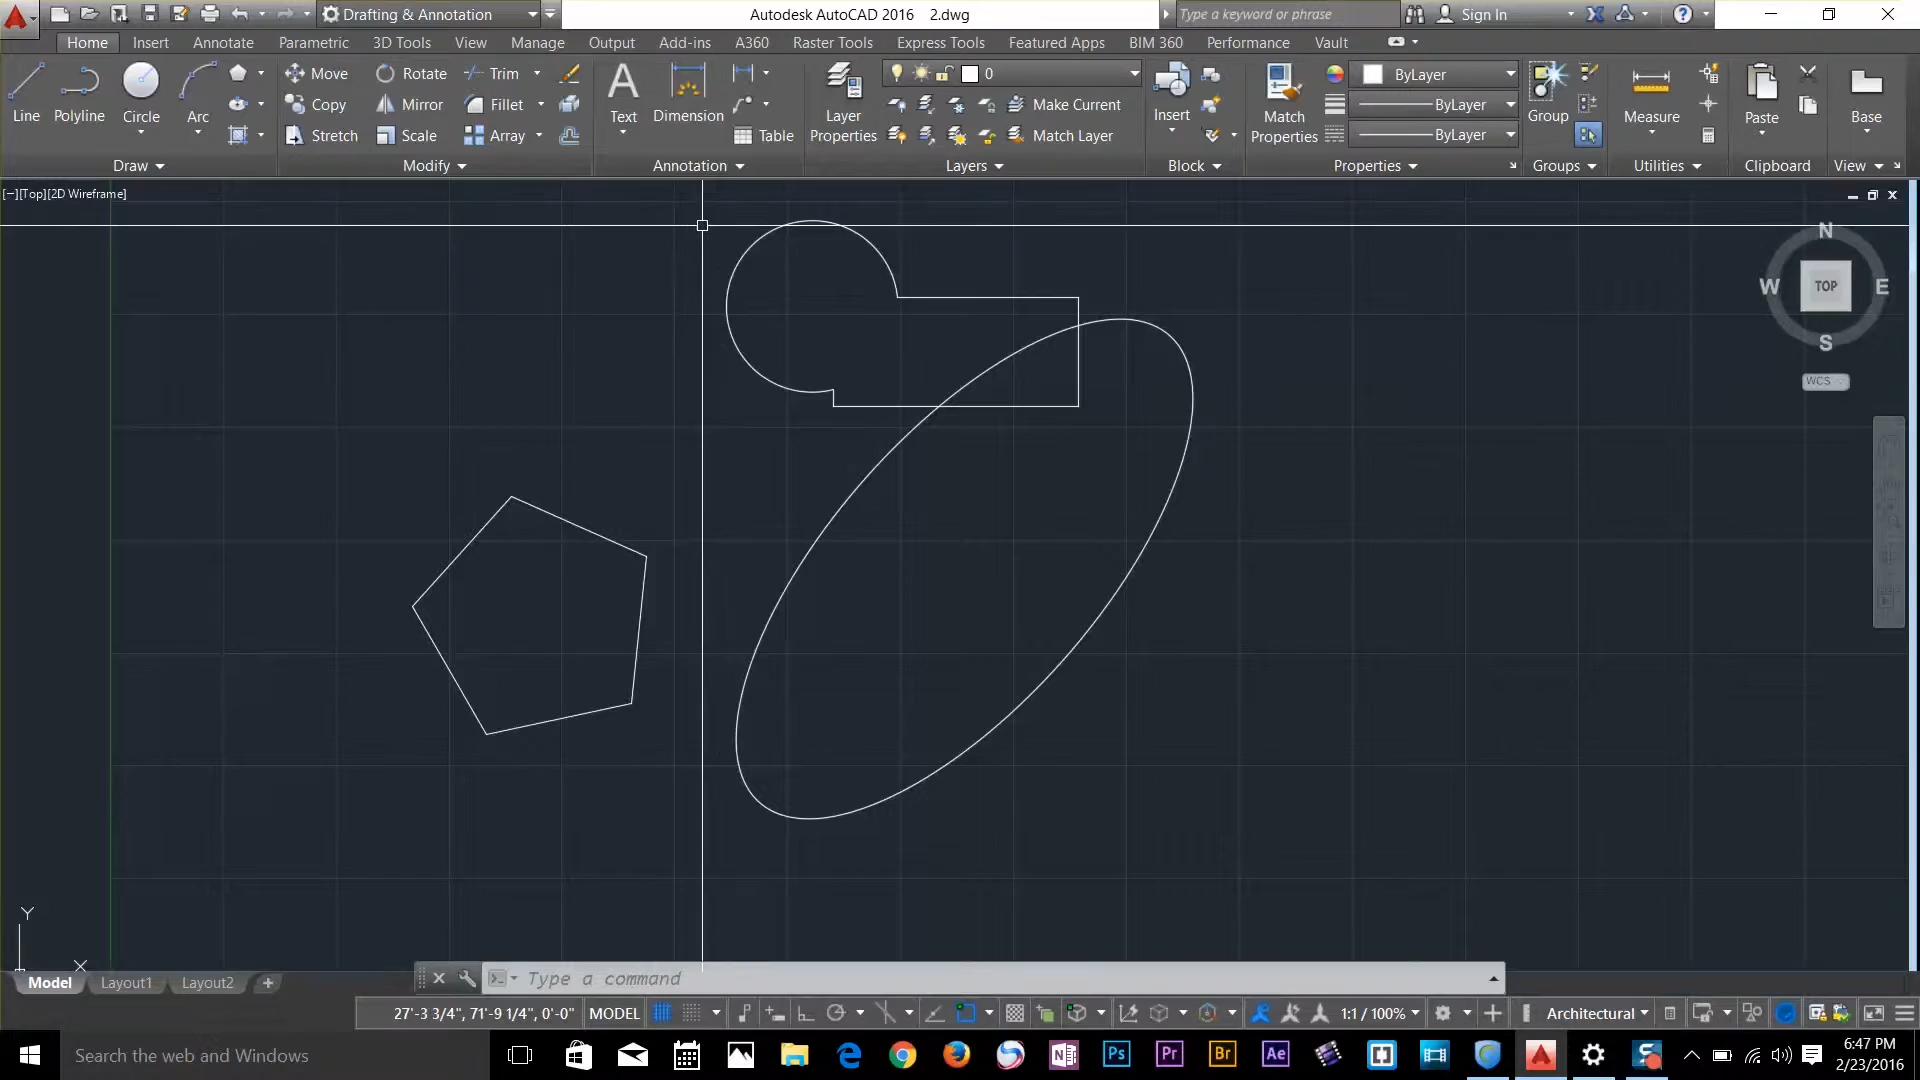 Drafting & Annotation
Autodesk AutoCAD 2016 2.dwg
Type a keyword or phrase
Sign In
Home Insert Annotate Parametric 3D Tools View Manage Output Add-ins A360 Raster Tools Express Tools Featured Apps BIM 360 Performance Vault
Line Polyline Circle Arc
Move Rotate Trim
Copy Mirror Fillet
Stretch Scale Array
Text Dimension
Table
Layer Properties
0
Make Current
Match Layer
Insert
Match Properties
ByLayer
ByLayer
ByLayer
Group
Measure
Paste
Base
Draw Modify Annotation Layers Block Properties Groups Utilities Clipboard View
[−][Top][2D Wireframe]
N
W TOP E
S
WCS
Y
X
Model Layout1 Layout2
Type a command
27'-3 3/4", 71'-9 1/4", 0'-0" MODEL 1:1 / 100% Architectural
Search the web and Windows
N
Ps Pr Br Ae
6:47 PM
2/23/2016